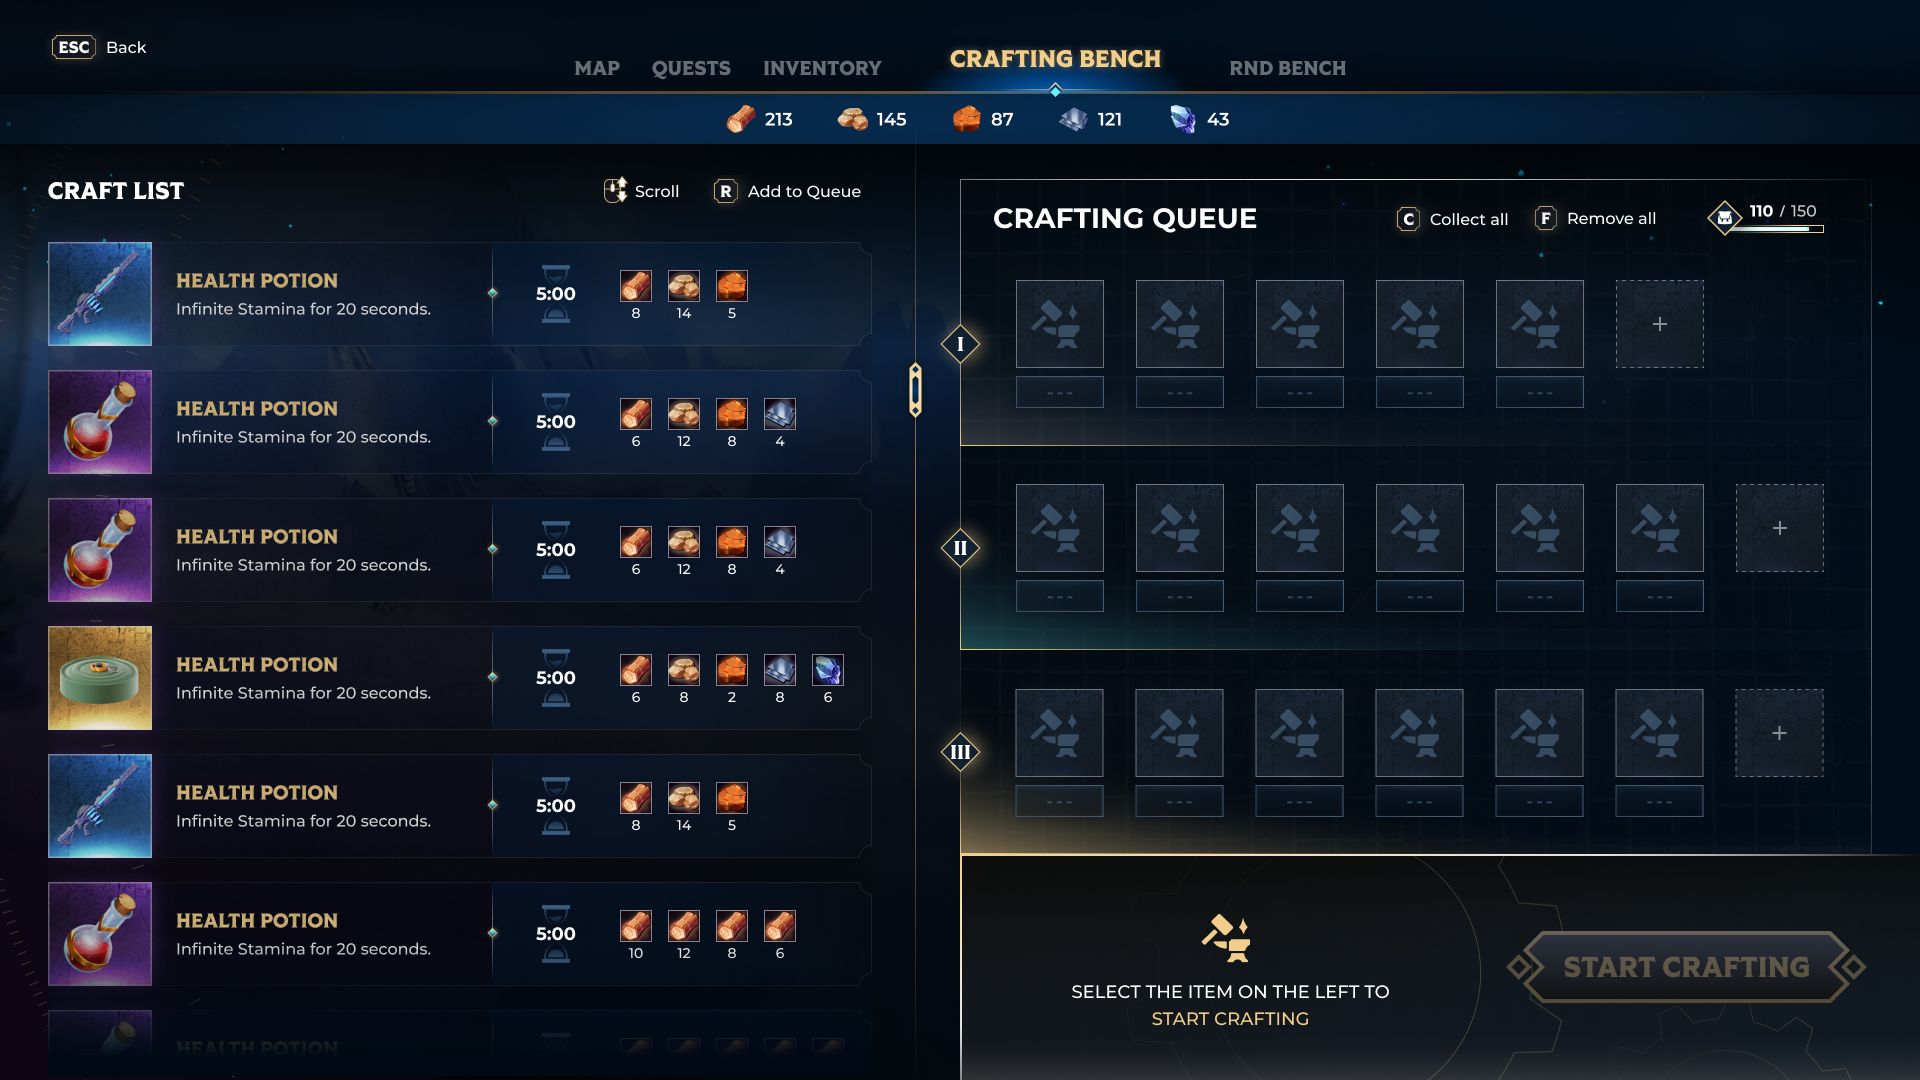 ESC Back
MAP QUESTS INVENTORY CRAFTING BENCH RND BENCH
213 145 87 121 43
CRAFT LIST
Scroll R Add to Queue
HEALTH POTION
Infinite Stamina for 20 seconds.
5:00
8 14 5
HEALTH POTION
Infinite Stamina for 20 seconds.
5:00
6 12 8 4
HEALTH POTION
Infinite Stamina for 20 seconds.
5:00
6 12 8 4
HEALTH POTION
Infinite Stamina for 20 seconds.
5:00
6 8 2 8 6
HEALTH POTION
Infinite Stamina for 20 seconds.
5:00
8 14 5
HEALTH POTION
Infinite Stamina for 20 seconds.
5:00
10 12 8 6
HEALTH POTION
CRAFTING QUEUE
C Collect all F Remove all 110 / 150
I
+
--- --- --- --- ---
II
+
--- --- --- --- --- ---
III
+
--- --- --- --- --- ---
SELECT THE ITEM ON THE LEFT TO
START CRAFTING
START CRAFTING